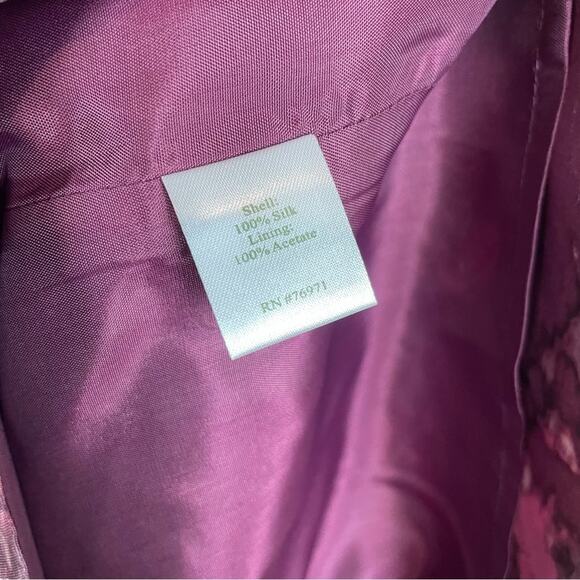 Shell:
100% Silk
Lining:
100% Acetate
RN #76971